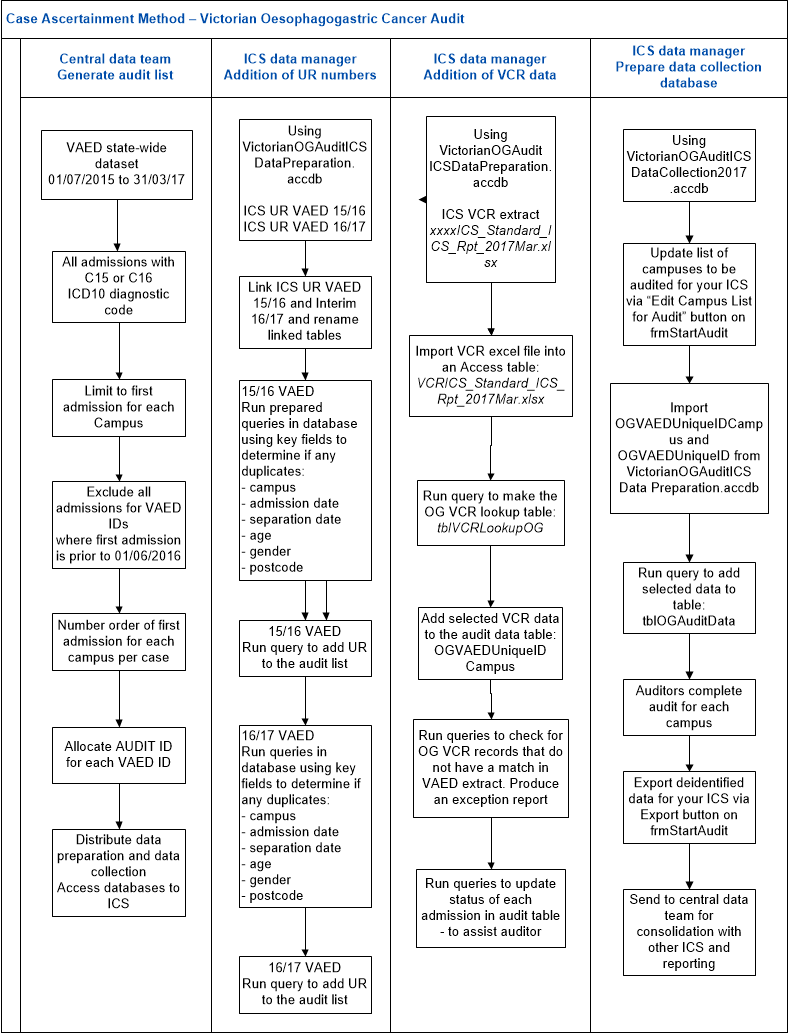 Case Ascertainment Method – Victorian Oesophagogastric Cancer Audit
Central data team
Generate audit list
VAED state-wide
dataset
01/07/2015 to 31/03/17
All admissions with
C15 or C16
ICD10 diagnostic
code
Limit to first
admission for each
Campus
Exclude all
admissions for VAED
IDs
where first admission
is prior to 01/06/2016
Number order of first
admission for each
campus per case
Allocate AUDIT ID
for each VAED ID
Distribute data
preparation and data
collection
Access databases to
ICS
ICS data manager
Addition of UR numbers
Using
VictorianOGAuditICS
DataPreparation.
accdb
ICS UR VAED 15/16
ICS UR VAED 16/17
Link ICS UR VAED
15/16 and Interim
16/17 and rename
linked tables
15/16 VAED
Run prepared
queries in database
using key fields to
determine if any
duplicates:
- campus
- admission date
- separation date
- age
- gender
- postcode
15/16 VAED
Run query to add UR
to the audit list
16/17 VAED
Run queries in
database using key
fields to determine if
any duplicates:
- campus
- admission date
- separation date
- age
- gender
- postcode
16/17 VAED
Run query to add UR
to the audit list
ICS data manager
Addition of VCR data
Using
VictorianOGAudit
ICSDataPreparation.
accdb
ICS VCR extract
xxxxICS_Standard_I
CS_Rpt_2017Mar.xl
sx
Import VCR excel file into
an Access table:
VCRICS_Standard_ICS_
Rpt_2017Mar.xlsx
Run query to make the
OG VCR lookup table:
tblVCRLookupOG
Add selected VCR data
to the audit data table:
OGVAEDUniqueID
Campus
Run queries to check for
OG VCR records that do
not have a match in
VAED extract. Produce
an exception report
Run queries to update
status of each
admission in audit table
- to assist auditor
ICS data manager
Prepare data collection
database
Using
VictorianOGAuditICS
DataCollection2017
.accdb
Update list of
campuses to be
audited for your ICS
via “Edit Campus List
for Audit” button on
frmStartAudit
Import
OGVAEDUniqueIDCamp
us and
OGVAEDUniqueID from
VictorianOGAuditICS
Data Preparation.accdb
Run query to add
selected data to
table:
tblOGAuditData
Auditors complete
audit for each
campus
Export deidentified
data for your ICS via
Export button on
frmStartAudit
Send to central data
team for
consolidation with
other ICS and
reporting